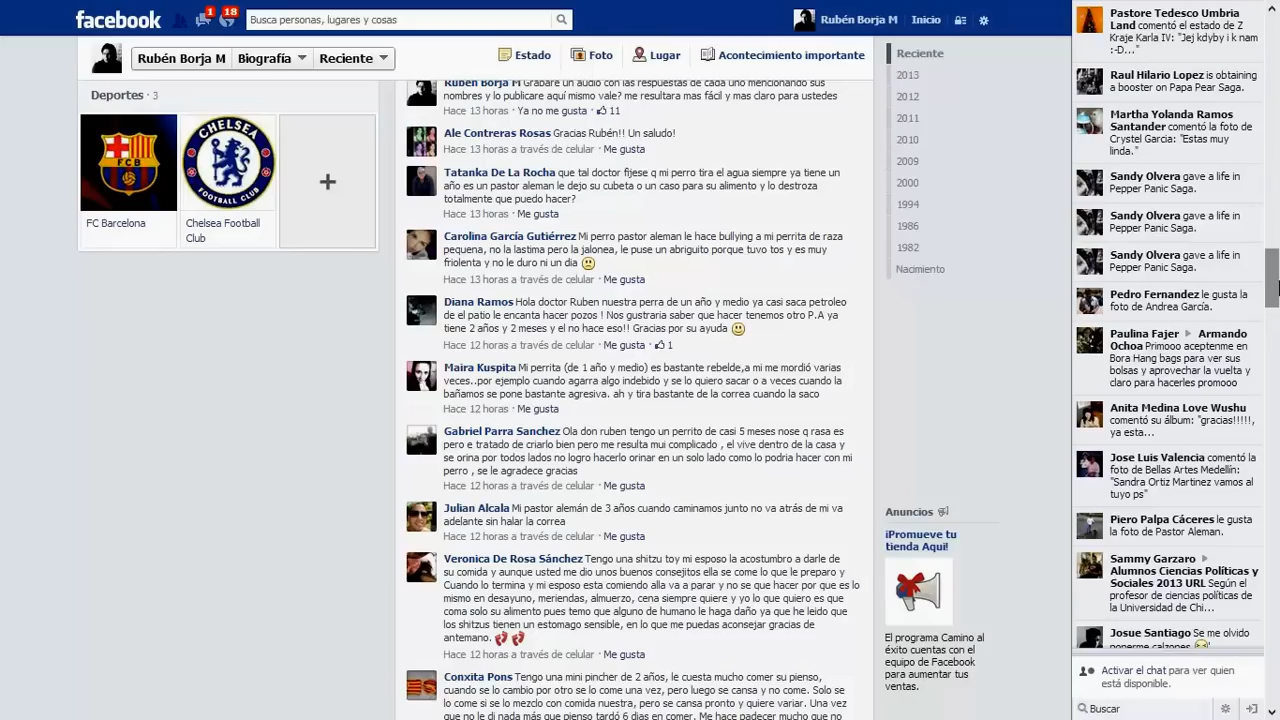 facebook
1
18
Busca personas, lugares y cosas
Rubén Borja M
Inicio
Rubén Borja M
Biografía
Reciente
Estado
Foto
Lugar
Acontecimiento importante
Deportes · 3
FCB
CHELSEA
FOOTBALL CLUB
+
FC Barcelona
Chelsea Football
Club
Rubén Borja M Grabare un audio con las respuestas de cada uno mencionando sus
nombres y lo publicare aquí mismo vale? me resultara mas fácil y mas claro para ustedes
Hace 13 horas · Ya no me gusta · 11
Ale Contreras Rosas Gracias Rubén!! Un saludo!
Hace 13 horas a través de celular · Me gusta
Tatanka De La Rocha que tal doctor fijese q mi perro tira el agua siempre ya tiene un
año es un pastor aleman le dejo su cubeta o un caso para su alimento y lo destroza
totalmente que puedo hacer?
Hace 13 horas · Me gusta
Carolina García Gutiérrez Mi perro pastor aleman le hace bullying a mi perrita de raza
pequena, no la lastima pero la jalonea, le puse un abriguito porque tuvo tos y es muy
friolenta y no le duro ni un dia
Hace 13 horas a través de celular · Me gusta
Diana Ramos Hola doctor Ruben nuestra perra de un año y medio ya casi saca petroleo
de el patio le encanta hacer pozos ! Nos gustraria saber que hacer tenemos otro P.A ya
tiene 2 años y 2 meses y el no hace eso!! Gracias por su ayuda
Hace 12 horas a través de celular · Me gusta · 1
Maira Kuspita Mi perrita (de 1 año y medio) es bastante rebelde,a mi me mordió varias
veces..por ejemplo cuando agarra algo indebido y se lo quiero sacar o a veces cuando la
bañamos se pone bastante agresiva. ah y tira bastante de la correa cuando la saco
Hace 12 horas · Me gusta
Gabriel Parra Sanchez Ola don ruben tengo un perrito de casi 5 meses nose q rasa es
pero e tratado de criarlo bien pero me resulta mui complicado , el vive dentro de la casa y
se orina por todos lados no logro hacerlo orinar en un solo lado como lo podria hacer con mi
perro , se le agradece gracias
Hace 12 horas a través de celular · Me gusta
Julian Alcala Mi pastor alemán de 3 años cuando caminamos junto no va atrás de mi va
adelante sin halar la correa
Hace 12 horas a través de celular · Me gusta
Veronica De Rosa Sánchez Tengo una shitzu toy mi esposo la acostumbro a darle de
su comida y aunque usted me dio unos buenos consejitos ella se come lo que le preparo y
Cuando lo termina y mi esposo esta comiendo alla va a parar y no se que hacer por que es lo
mismo en desayuno, meriendas, almuerzo, cena siempre quiere y yo lo que quiero es que
coma solo su alimento pues temo que alguno de humano le haga daño ya que he leido que
los shitzus tienen un estomago sensible, en lo que me puedas aconsejar gracias de
antemano.
Hace 12 horas a través de celular · Me gusta
Conxita Pons Tengo una mini pincher de 2 años, le cuesta mucho comer su pienso,
cuando se lo cambio por otro se lo come una vez, pero luego se cansa y no come. Solo se
lo come si se lo mezclo con comida nuestra, pero se cansa pronto y quiere variar. Una vez
que no le di nada más que pienso tardó 6 dias en comer. Me hace padecer mucho que no
Reciente
2013
2012
2011
2010
2009
2000
1994
1986
1982
Nacimiento
Anuncios
¡Promueve tu
tienda Aqui!
El programa Camino al
éxito cuentas con el
equipo de Facebook
para aumentar tus
ventas.
Pastore Tedesco Umbria
Land comentó el estado de Z
Kraje Karla IV: "Jej kdyby i k nam
:-D..."
Raul Hilario Lopez is obtaining
a booster on Papa Pear Saga.
Martha Yolanda Ramos
Santander comentó la foto de
Crystel Garcia: "Estas muy
linda."
Sandy Olvera gave a life in
Pepper Panic Saga.
Sandy Olvera gave a life in
Pepper Panic Saga.
Sandy Olvera gave a life in
Pepper Panic Saga.
Pedro Fernandez le gusta la
foto de Andrea García.
Paulina Fajer Armando
Ochoa Primooo aceptenme en
Bora Hang bags para ver sus
bolsas y aprovechar la vuelta y
claro para hacerles promooo
Anita Medina Love Wushu
comentó su álbum: "gracias!!!!!,
ya esta...
Jose Luis Valencia comentó la
foto de Bellas Artes Medellín:
"Sandra Ortiz Martinez vamos al
tuyo ps"
Piero Palpa Cáceres le gusta
la foto de Pastor Aleman.
Sammy Garzaro
Alumnos Ciencias Políticas y
Sociales 2013 URL Según el
profesor de ciencias políticas de
la Universidad de Chi...
Josue Santiago Se me olvido
ponerme calzones
Activar el chat para ver quien
está disponible.
Buscar